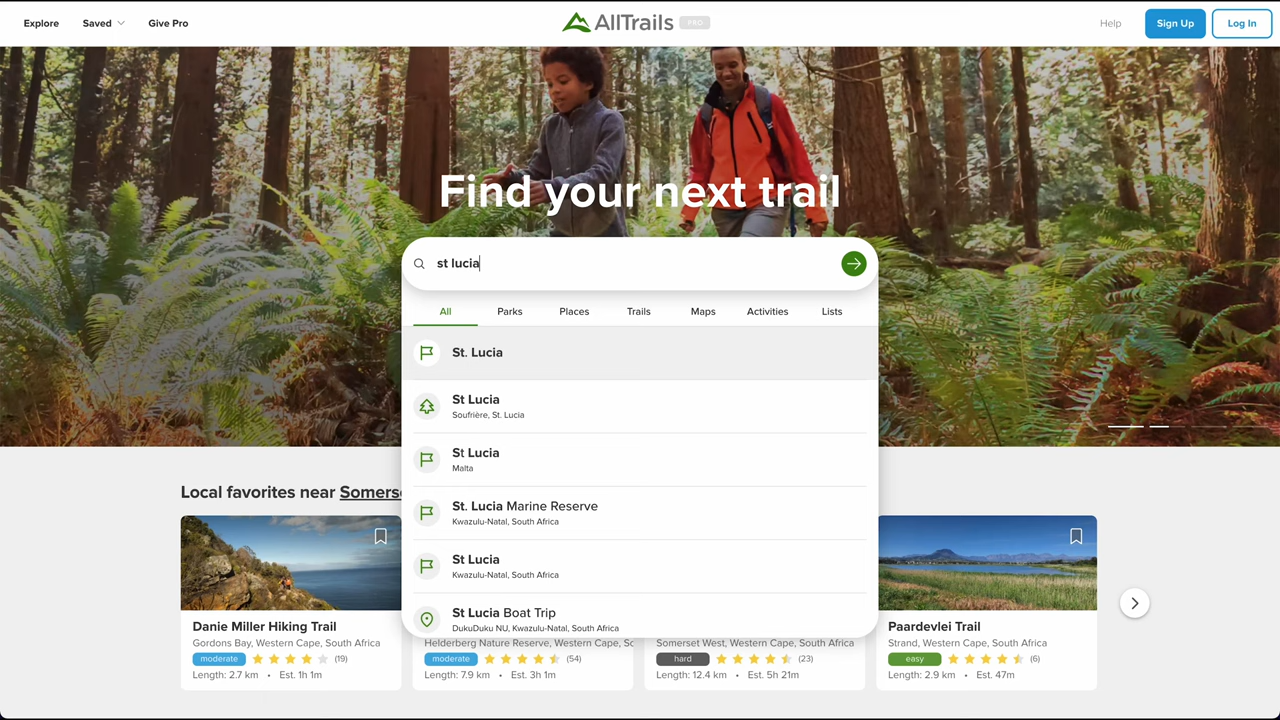 Explore
Saved
Give Pro
AllTrails
PRO
Help
Sign Up
Log In
Find your next trail
st lucia
All
Parks
Places
Trails
Maps
Activities
Lists
St. Lucia
St Lucia
Soufrière, St. Lucia
St Lucia
Malta
St. Lucia Marine Reserve
Kwazulu-Natal, South Africa
St Lucia
Kwazulu-Natal, South Africa
St Lucia Boat Trip
DukuDuku NU, Kwazulu-Natal, South Africa
Local favorites near
Danie Miller Hiking Trail
Gordons Bay, Western Cape, South Africa
moderate (19)
Length: 2.7 km • Est. 1h 1m
Helderberg Nature Reserve, Western Cape,
moderate (54)
Length: 7.9 km • Est. 3h 1m
Somerset West, Western Cape, South Africa
hard (23)
Length: 12.4 km • Est. 5h 21m
Paardevlei Trail
Strand, Western Cape, South Africa
easy (6)
Length: 2.9 km • Est. 47m